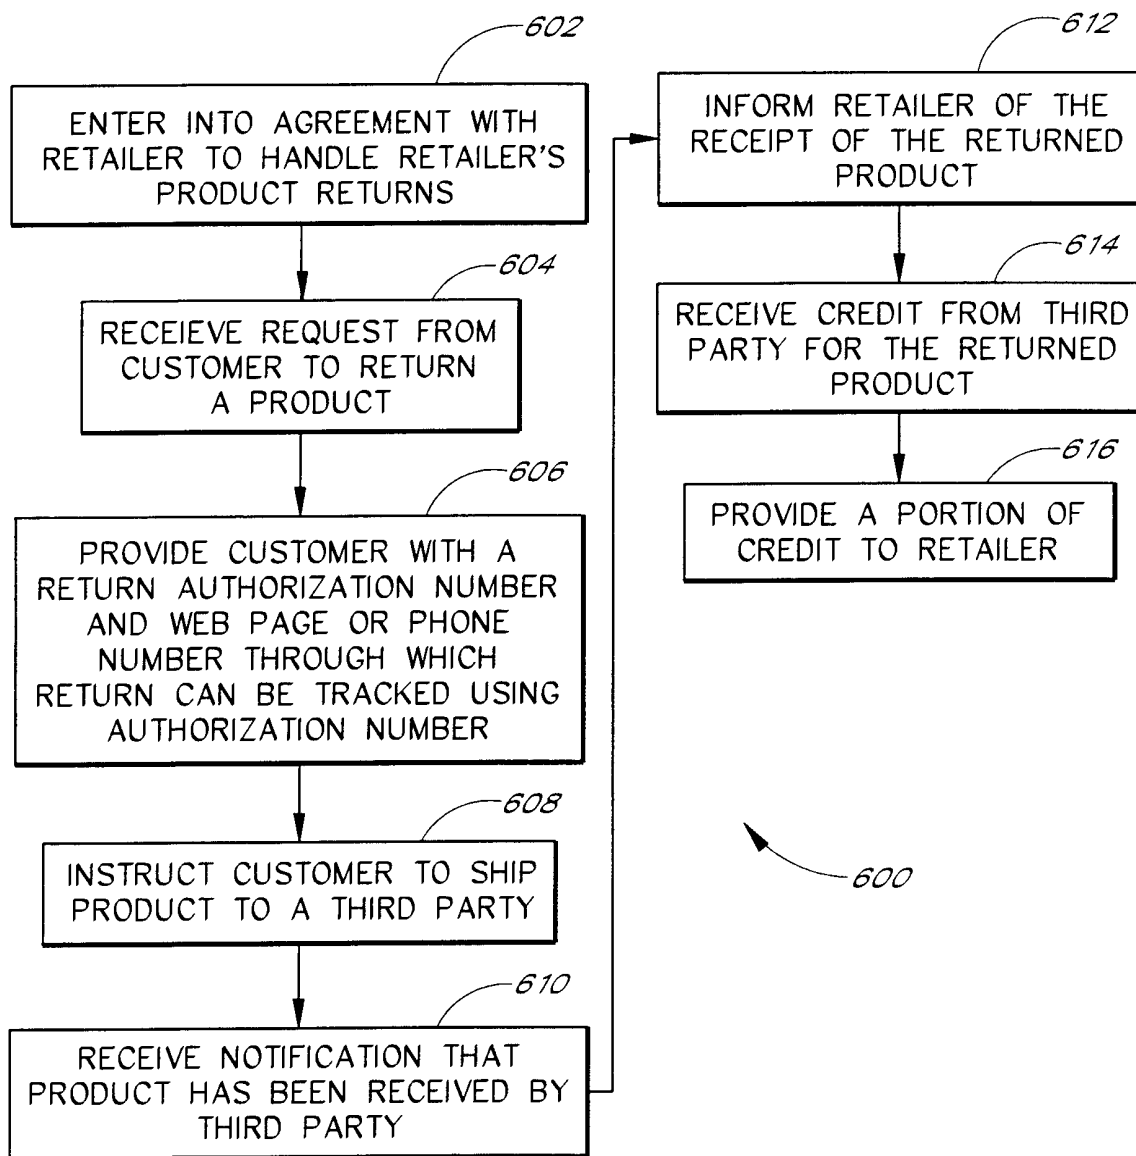 602
ENTER INTO AGREEMENT WITH
RETAILER TO HANDLE RETAILER'S
PRODUCT RETURNS
604
RECEIEVE REQUEST FROM
CUSTOMER TO RETURN
A PRODUCT
606
PROVIDE CUSTOMER WITH A
RETURN AUTHORIZATION NUMBER
AND WEB PAGE OR PHONE
NUMBER THROUGH WHICH
RETURN CAN BE TRACKED USING
AUTHORIZATION NUMBER
608
INSTRUCT CUSTOMER TO SHIP
PRODUCT TO A THIRD PARTY
610
RECEIVE NOTIFICATION THAT
PRODUCT HAS BEEN RECEIVED BY
THIRD PARTY
612
INFORM RETAILER OF THE
RECEIPT OF THE RETURNED
PRODUCT
614
RECEIVE CREDIT FROM THIRD
PARTY FOR THE RETURNED
PRODUCT
616
PROVIDE A PORTION OF
CREDIT TO RETAILER
600